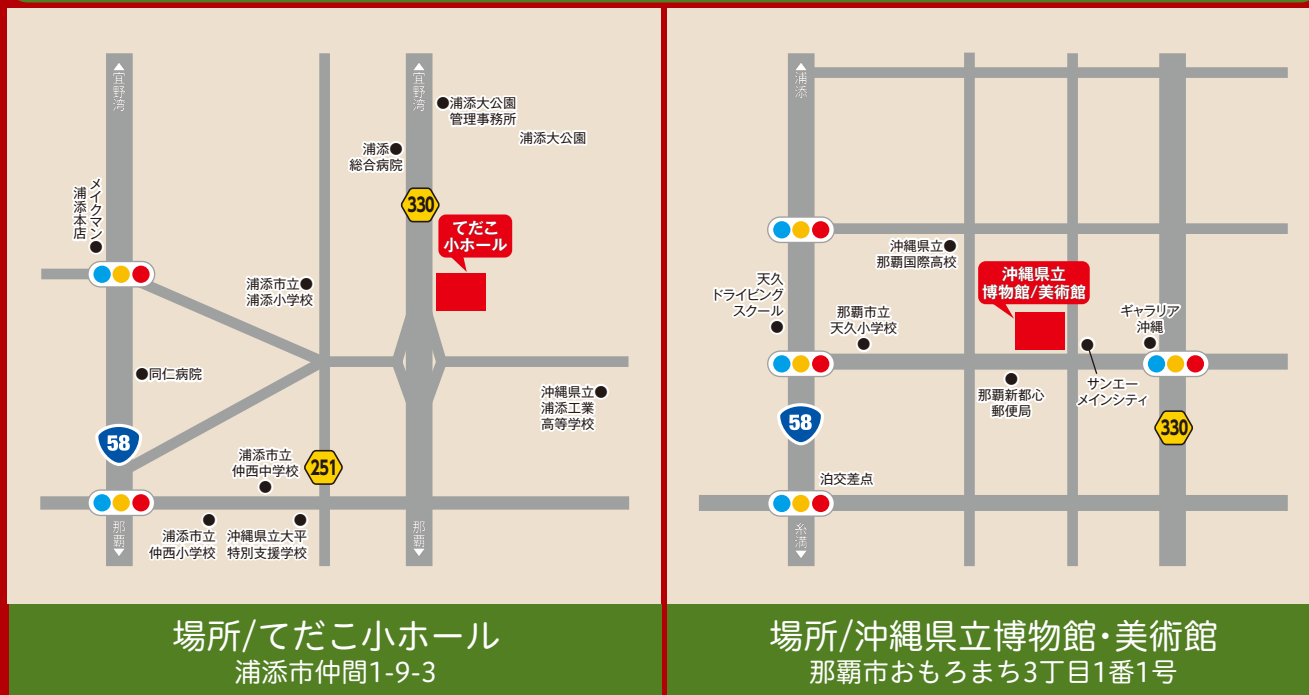 ▲宜野湾
▲宜野湾
●浦添大公園
管理事務所
浦添大公園
浦添●
総合病院
330
メイクマン
浦添本店
てだこ
小ホール
浦添市立●
浦添小学校
●同仁病院
沖縄県立●
浦添工業
高等学校
58
浦添市立
仲西中学校
251
浦添市立
仲西小学校
沖縄県立大平
特別支援学校
那覇▼
那覇▼
場所/てだこ小ホール
浦添市仲間1-9-3
▲浦添
沖縄県立●
那覇国際高校
天久
ドライビング
スクール
沖縄県立
博物館/美術館
那覇市立
天久小学校
ギャラリア
沖縄
那覇新都心
郵便局
サンエー
メインシティ
58
330
泊交差点
糸満▼
場所/沖縄県立博物館・美術館
那覇市おもろまち3丁目1番1号